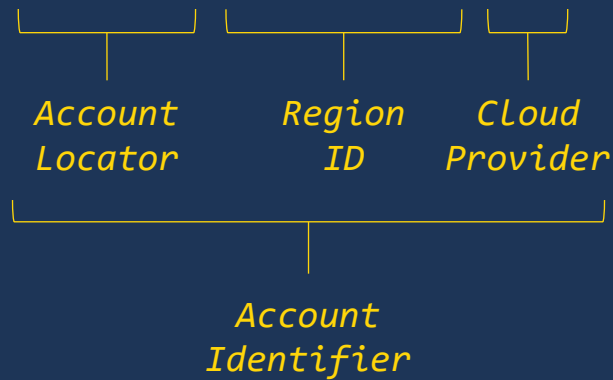 Account Region Cloud
Locator ID Provider
Account
Identifier